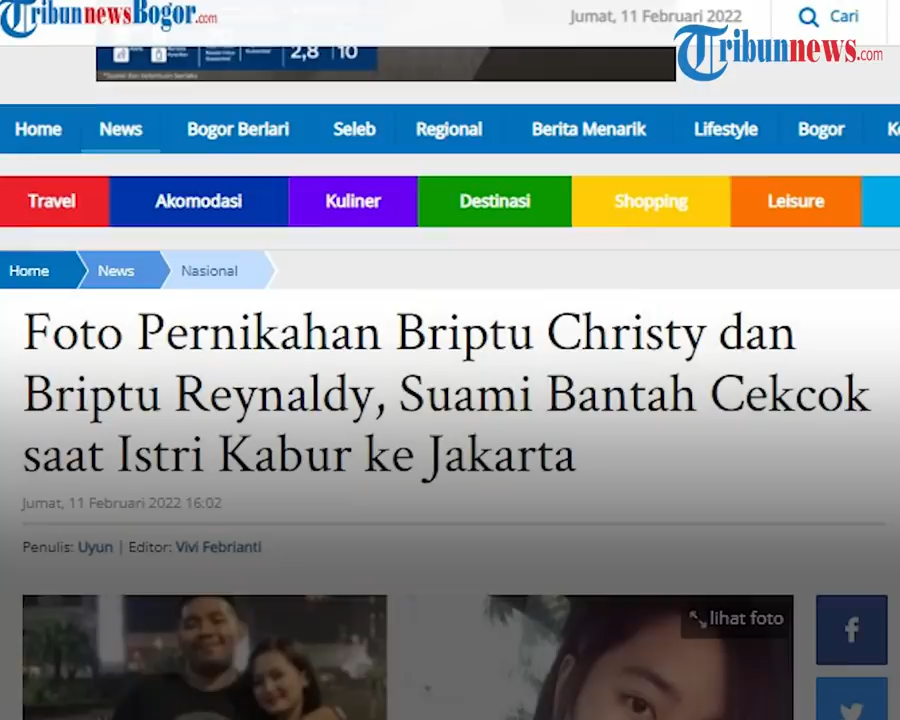 TribunnewsBogor.com
Jumat, 11 Februari 2022
Cari
2,8 10
Tribunnews.com
Home News Bogor Berlari Seleb Regional Berita Menarik Lifestyle Bogor
Travel Akomodasi Kuliner Destinasi Shopping Leisure
Home News Nasional
Foto Pernikahan Briptu Christy dan
Briptu Reynaldy, Suami Bantah Cekcok
saat Istri Kabur ke Jakarta
Jumat, 11 Februari 2022 16:02
Penulis: Uyun | Editor: Vivi Febrianti
lihat foto